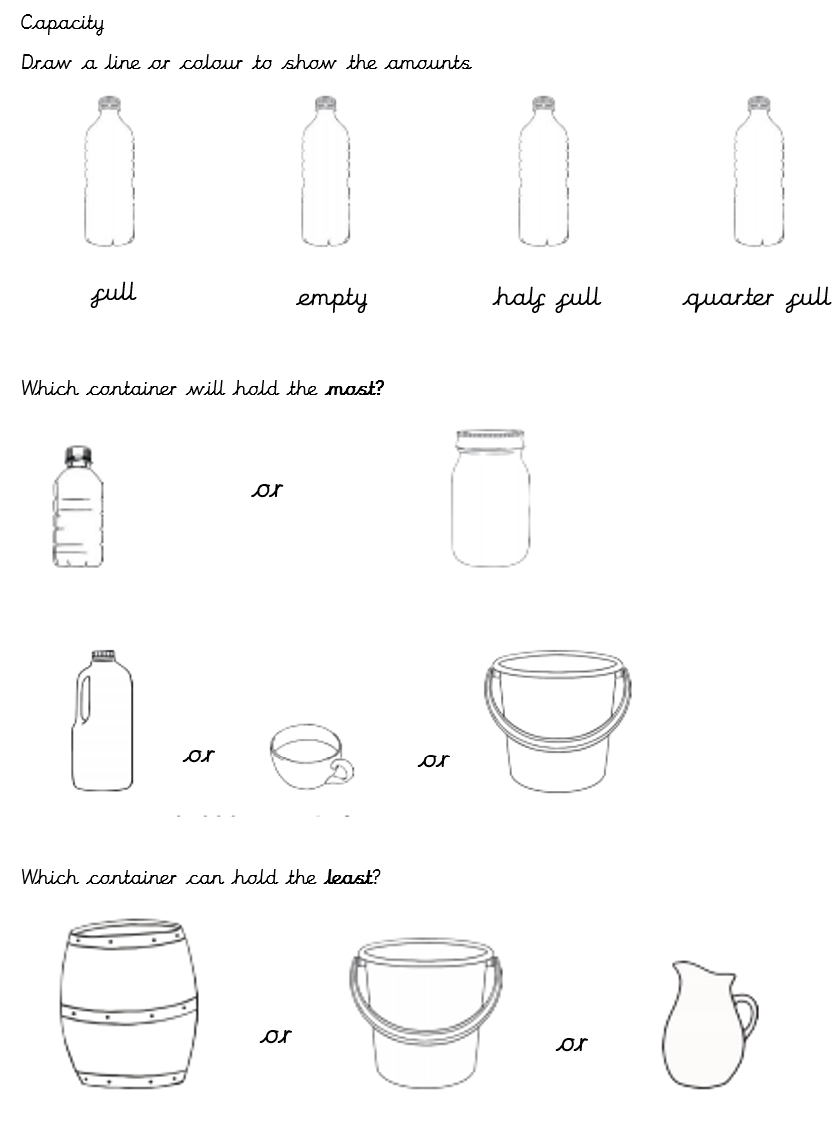 Capacity
Draw a line or colour to show the amounts
full empty half full quarter full
Which container will hold the most?
or
or or
Which container can hold the least?
or or